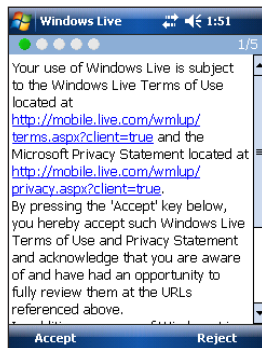 Windows Live 1:51
1/5
Your use of Windows Live is subject
to the Windows Live Terms of Use
located at
http://mobile.live.com/wmlup/
terms.aspx?client=true and the
Microsoft Privacy Statement located at
http://mobile.live.com/wmlup/
privacy.aspx?client=true.
By pressing the 'Accept' key below,
you hereby accept such Windows Live
Terms of Use and Privacy Statement
and acknowledge that you are aware
of and have had an opportunity to
fully review them at the URLs
referenced above.
Accept Reject